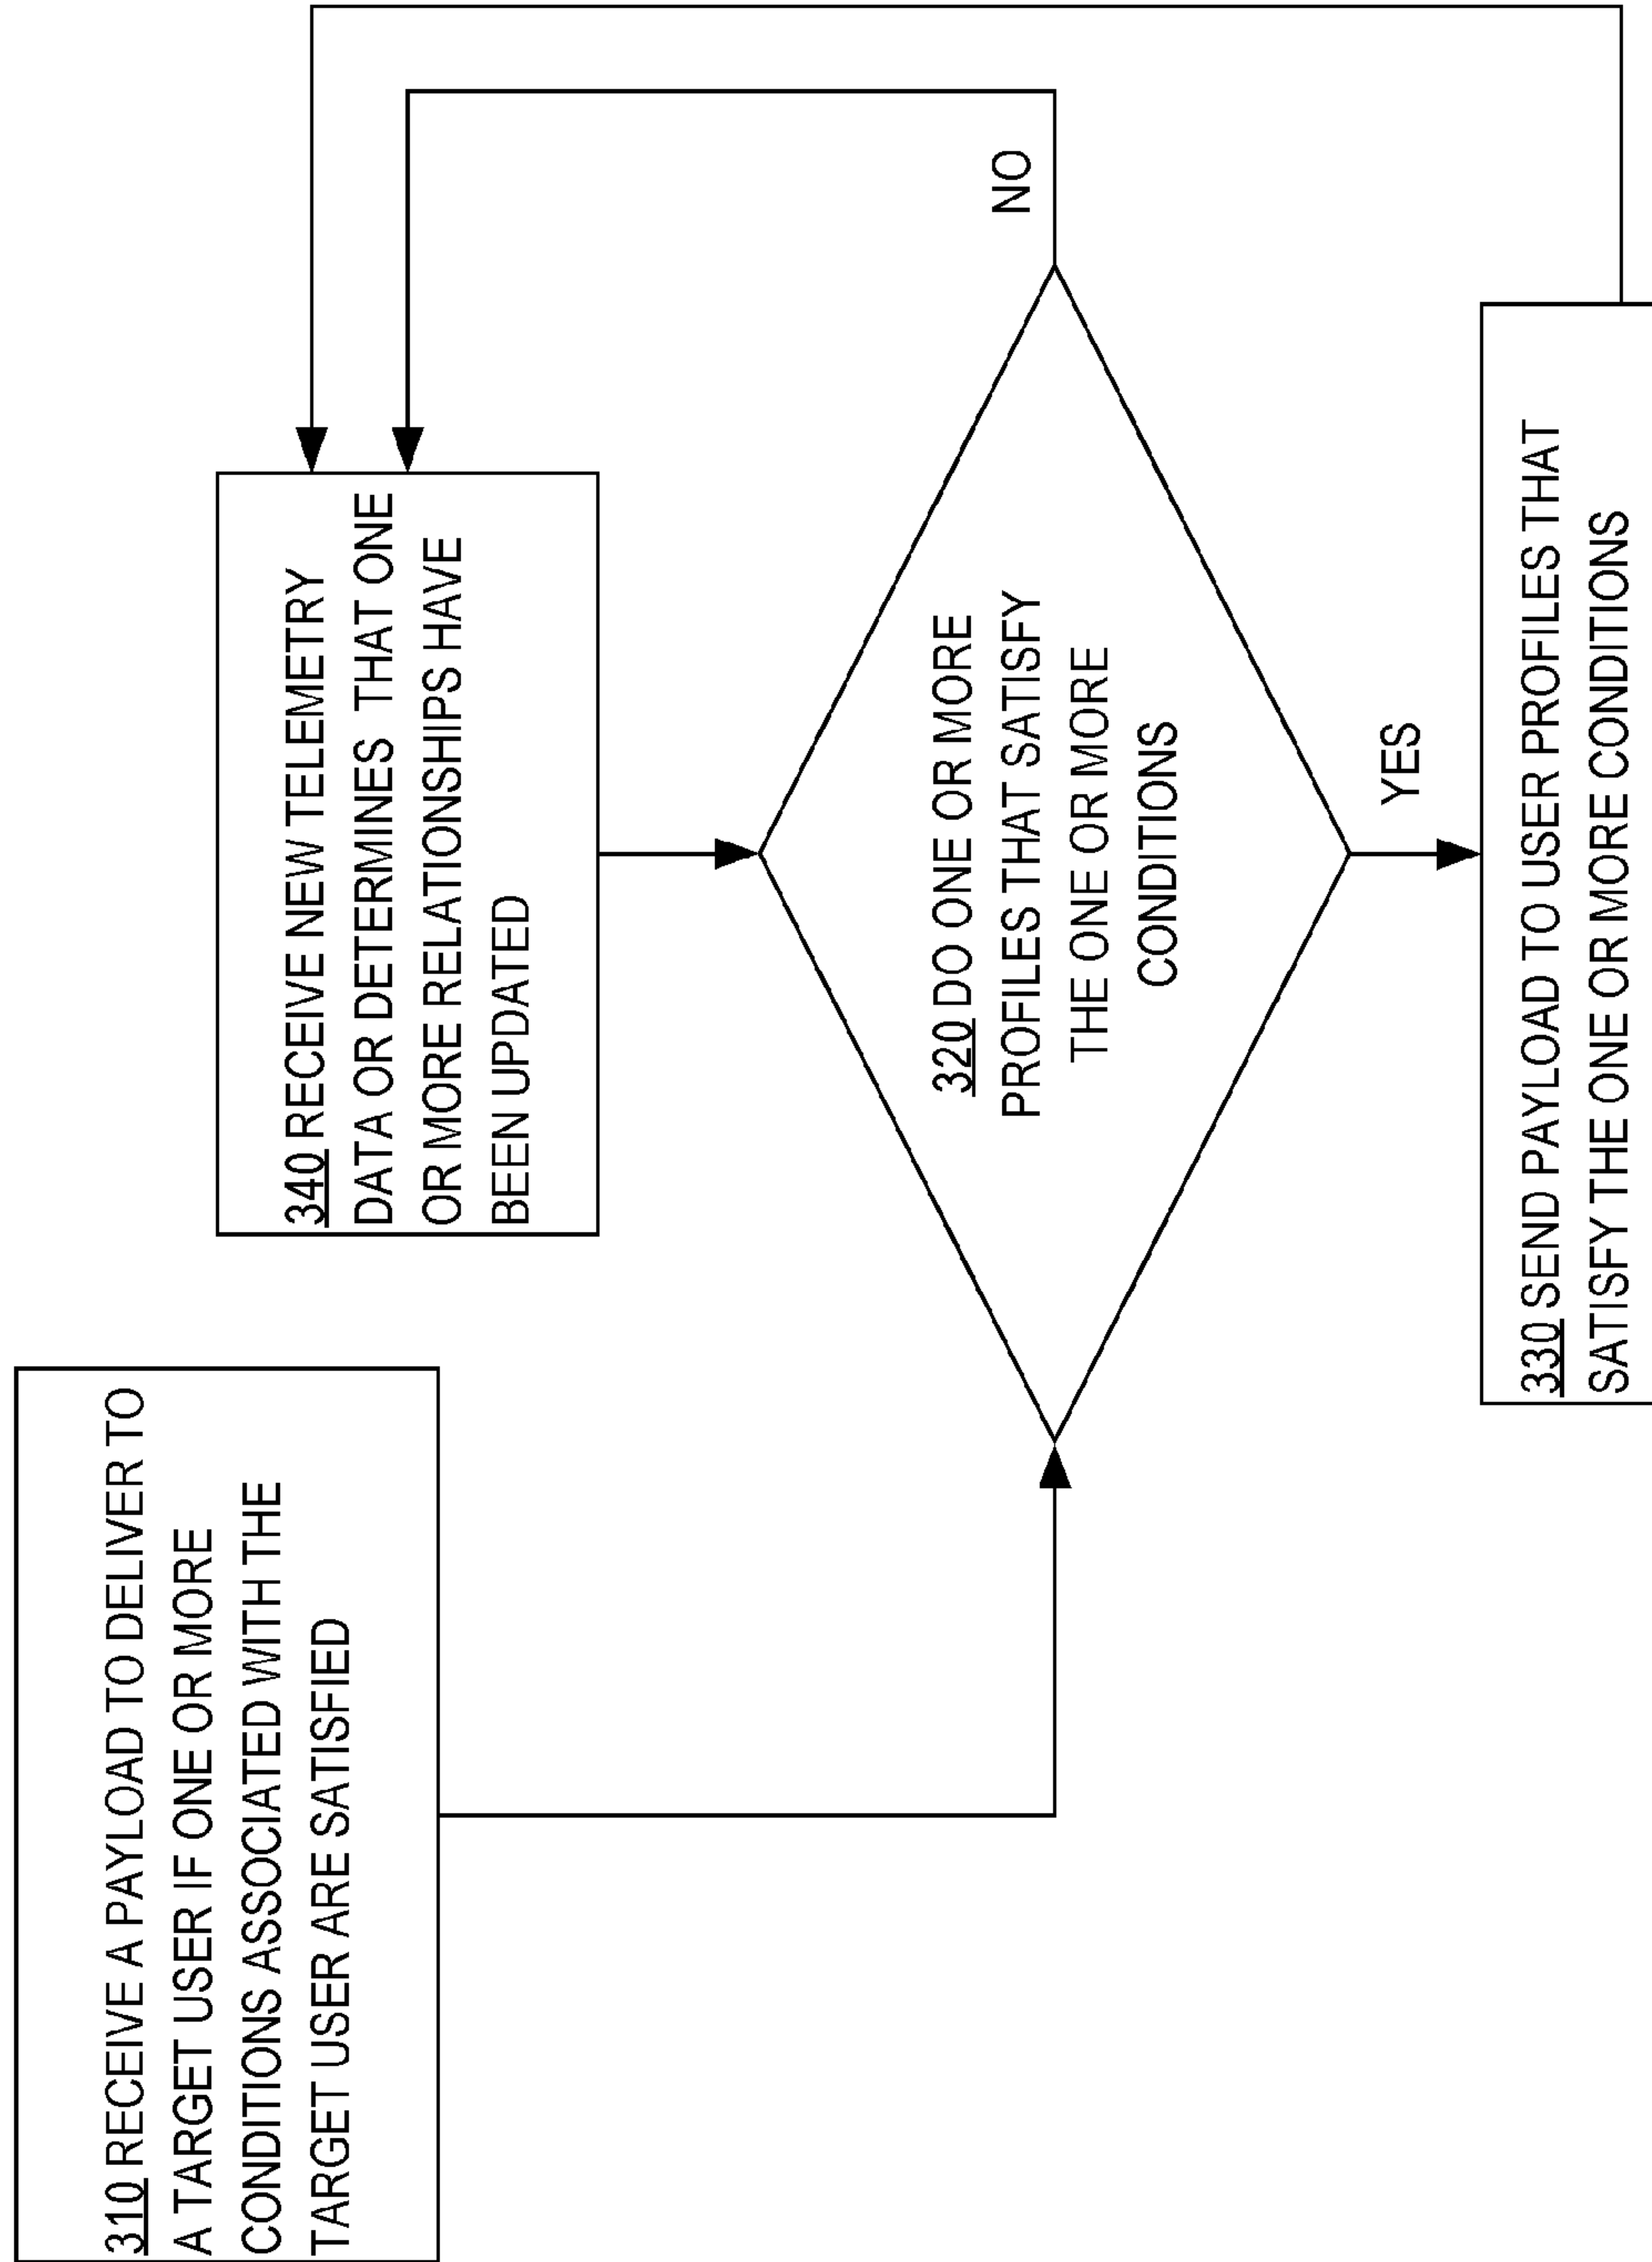 310 RECEIVE A PAYLOAD TO DELIVER TO
A TARGET USER IF ONE OR MORE
CONDITIONS ASSOCIATED WITH THE
TARGET USER ARE SATISFIED
340 RECEIVE NEW TELEMETRY
DATA OR DETERMINES THAT ONE
OR MORE RELATIONSHIPS HAVE
BEEN UPDATED
320 DO ONE OR MORE
PROFILES THAT SATISFY
THE ONE OR MORE
CONDITIONS
NO
YES
330 SEND PAYLOAD TO USER PROFILES THAT
SATISFY THE ONE OR MORE CONDITIONS